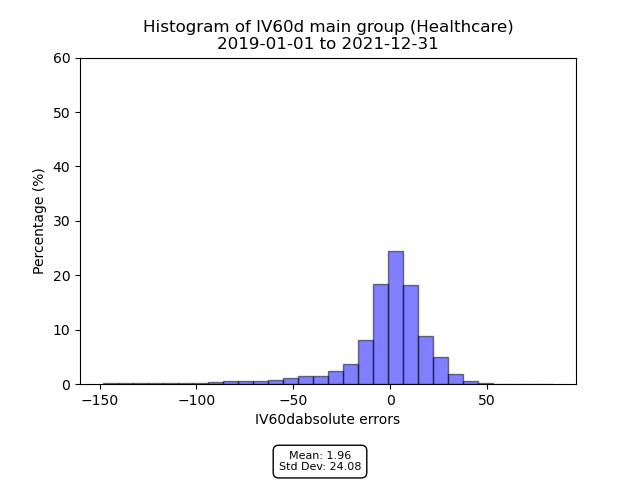 Histogram of IV60d main group (Healthcare)
2019-01-01 to 2021-12-31
60
50
40
30
20
10
0
Percentage (%)
−150
−100
−50
0
50
IV60dabsolute errors
Mean: 1.96
Std Dev: 24.08